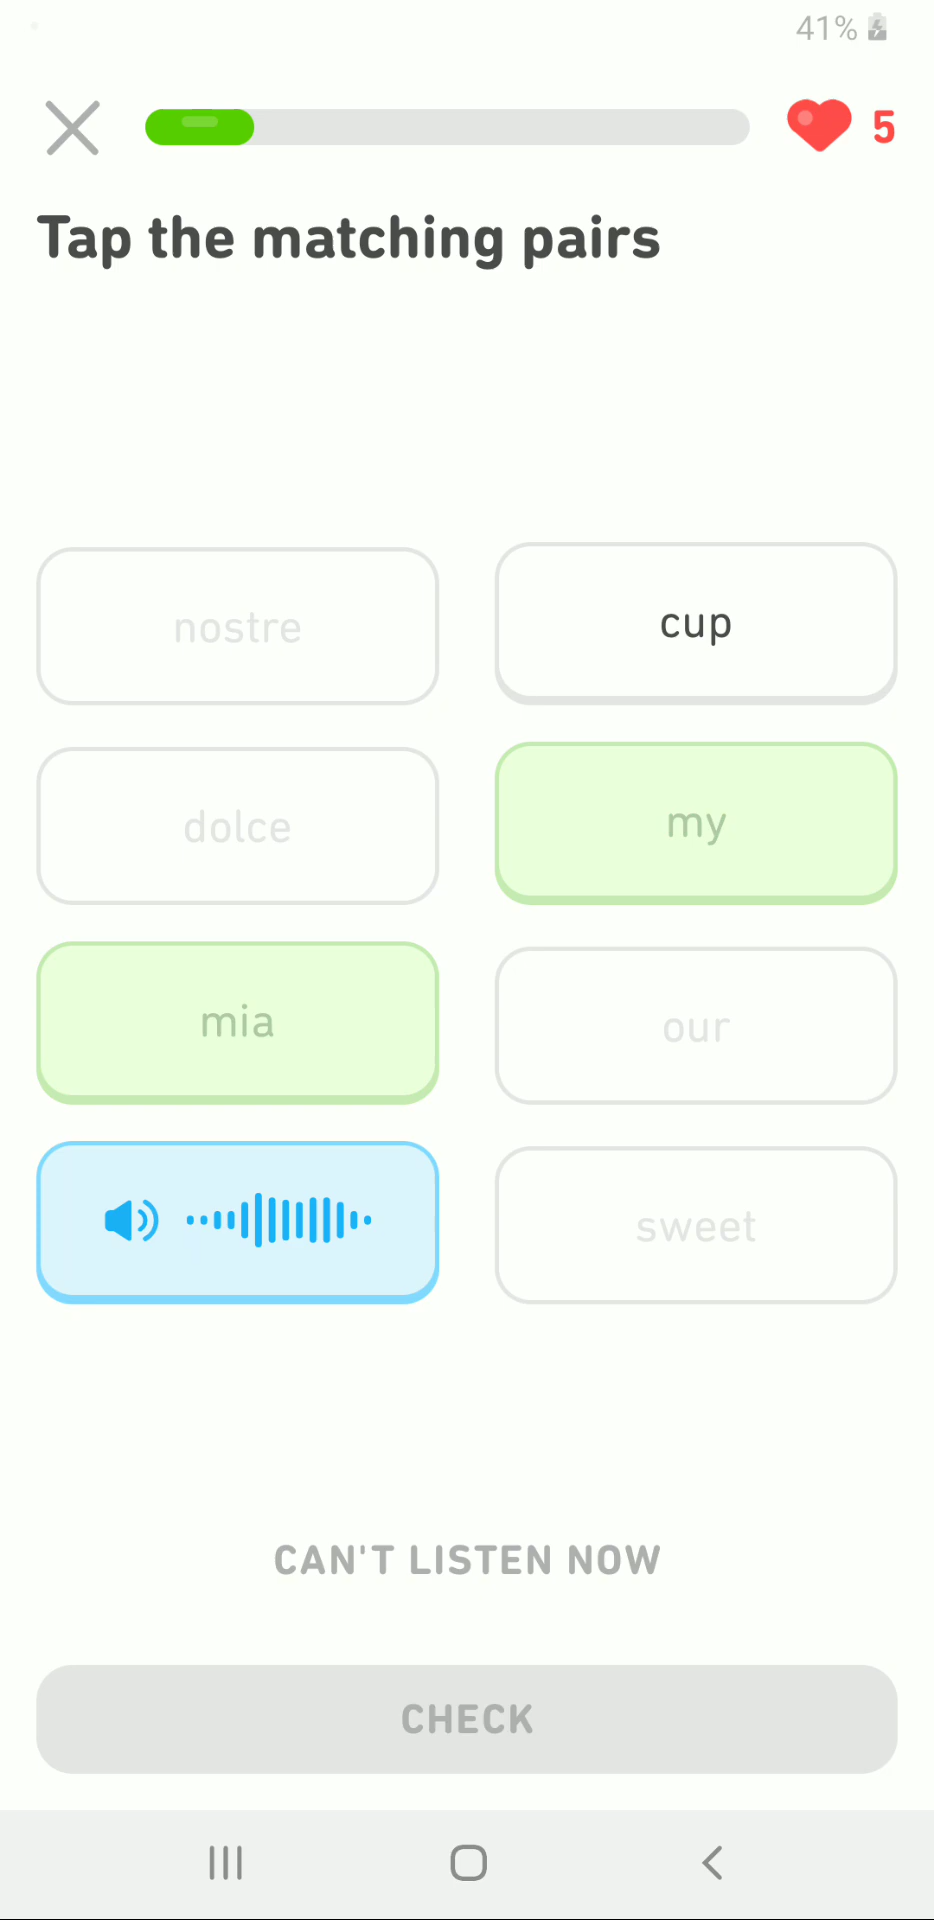 41%
5
Tap the matching pairs
nostre
cup
dolce
my
mia
our
sweet
CAN'T LISTEN NOW
CHECK